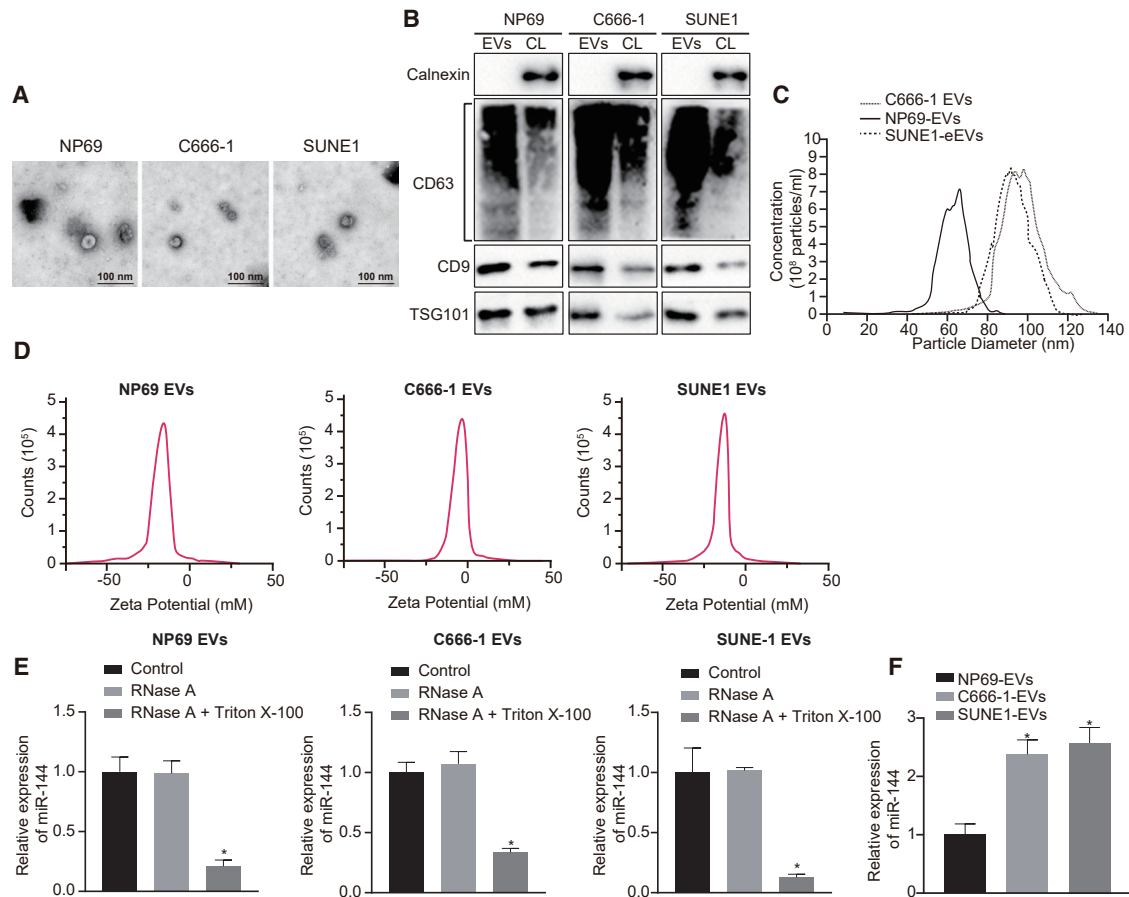 A
NP69 C666-1 SUNE1
100 nm 100 nm 100 nm
B
NP69 C666-1 SUNE1
EVs CL EVs CL EVs CL
Calnexin
CD63
CD9
TSG101
C
C666-1 EVs
NP69-EVs
SUNE1-eEVs
Concentration
(10⁸ particles/ml)
10
9
8
7
6
5
4
3
2
1
0
0 20 40 60 80 100 120 140
Particle Diameter (nm)
D
NP69 EVs
Counts (10⁵)
5
4
3
2
1
0
-50 0 50
Zeta Potential (mM)
C666-1 EVs
Counts (10⁵)
5
4
3
2
1
0
-50 0 50
Zeta Potential (mM)
SUNE1 EVs
Counts (10⁵)
5
4
3
2
1
0
-50 0 50
Zeta Potential (mM)
E
NP69 EVs
Control
RNase A
RNase A + Triton X-100
Relative expression
of miR-144
1.5
1.0
0.5
0.0
*
C666-1 EVs
Control
RNase A
RNase A + Triton X-100
Relative expression
of miR-144
1.5
1.0
0.5
0.0
*
SUNE-1 EVs
Control
RNase A
RNase A + Triton X-100
Relative expression
of miR-144
1.5
1.0
0.5
0.0
*
F
NP69-EVs
C666-1-EVs
SUNE1-EVs
Relative expression
of miR-144
3
2
1
0
* *